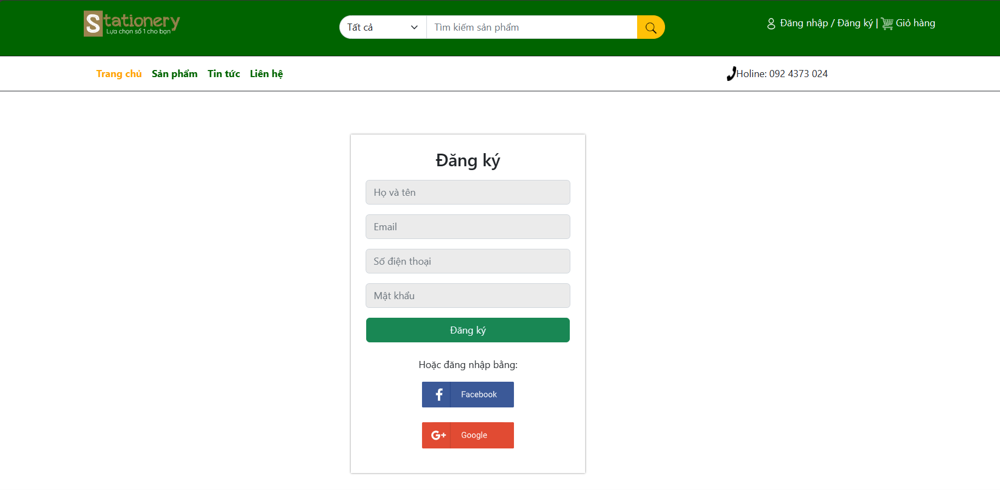 Stationery
Lựa chọn số 1 cho bạn
Tất cả
Tìm kiếm sản phẩm
Đăng nhập / Đăng ký | Giỏ hàng
Trang chủ Sản phẩm Tin tức Liên hệ
Holine: 092 4373 024
Đăng ký
Họ và tên
Email
Số điện thoại
Mật khẩu
Đăng ký
Hoặc đăng nhập bằng:
f Facebook
G+ Google